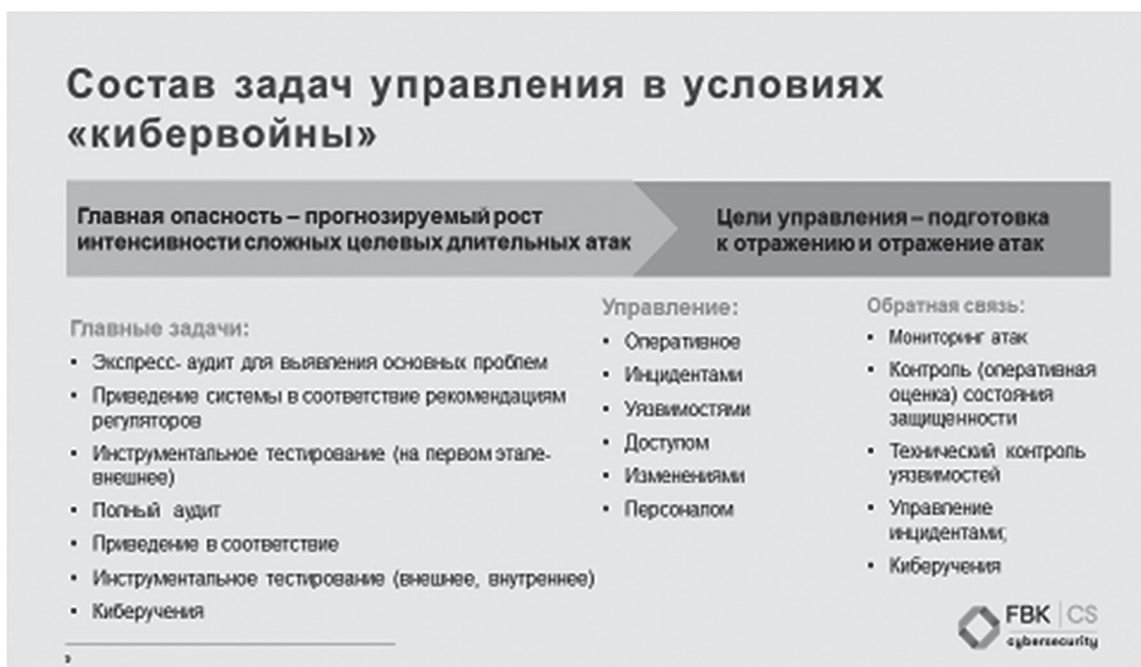 Состав задач управления в условиях
«кибервойны»
Главная опасность – прогнозируемый рост
интенсивности сложных целевых длительных атак
Цели управления – подготовка
к отражению и отражение атак
Главные задачи:
• Экспресс- аудит для выявления основных проблем
• Приведение системы в соответствие рекомендациям
регуляторов
• Инструментальное тестирование (на первом этапе-
внешнее)
• Полный аудит
• Приведение в соответствие
• Инструментальное тестирование (внешнее, внутреннее)
• Киберучения
Управление:
• Оперативное
• Инцидентами
• Уязвимостями
• Доступом
• Изменениями
• Персоналом
Обратная связь:
• Мониторинг атак
• Контроль (оперативная
оценка) состояния
защищенности
• Технический контроль
уязвимостей
• Управление
инцидентами;
• Киберучения
FBK | CS
cybersecurity